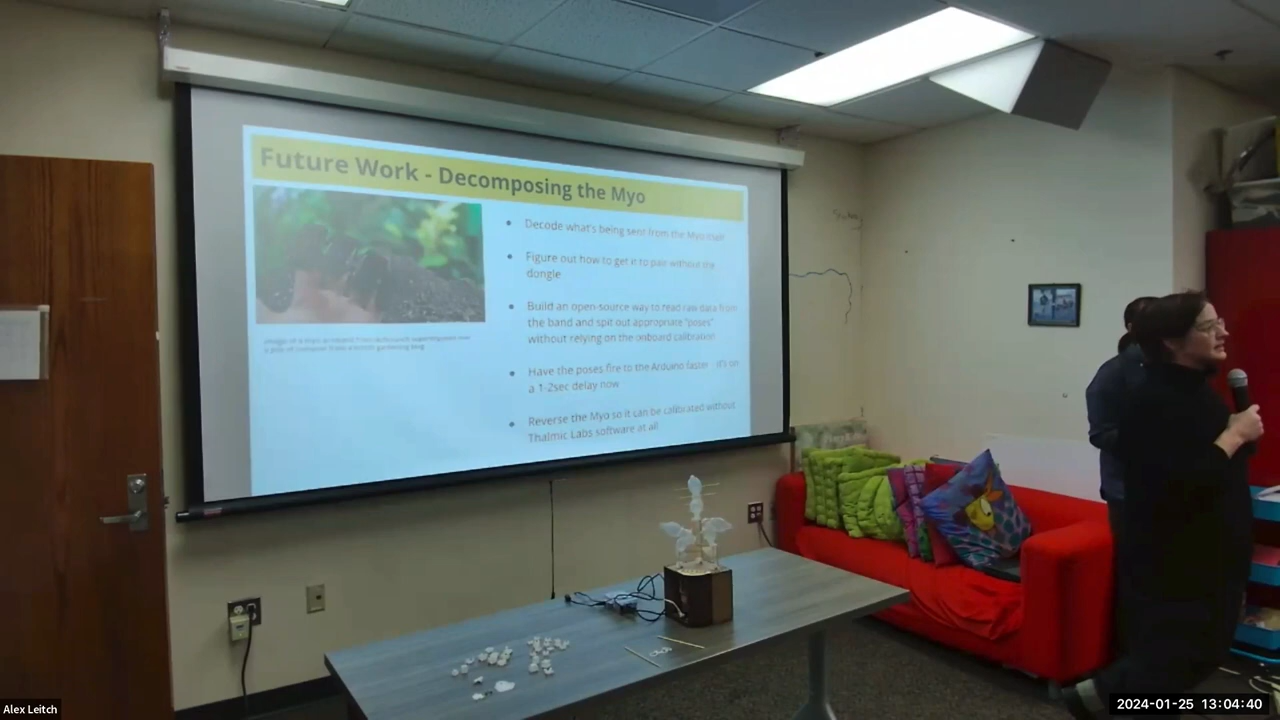 Future Work - Decomposing the Myo
• Decode what's being sent from the Myo
• Figure out how to get it to pair without the
dongle
• Build an open-source way to read raw data from
the band and spit out appropriate "poses"
without relying on the onboard calibration
• Have the poses fire to the Arduino faster - it's on
a 1-2sec delay now
• Reverse the Myo so it can be calibrated without
Thalmic Labs software at all
Alex Leitch
2024-01-25 13:04:40